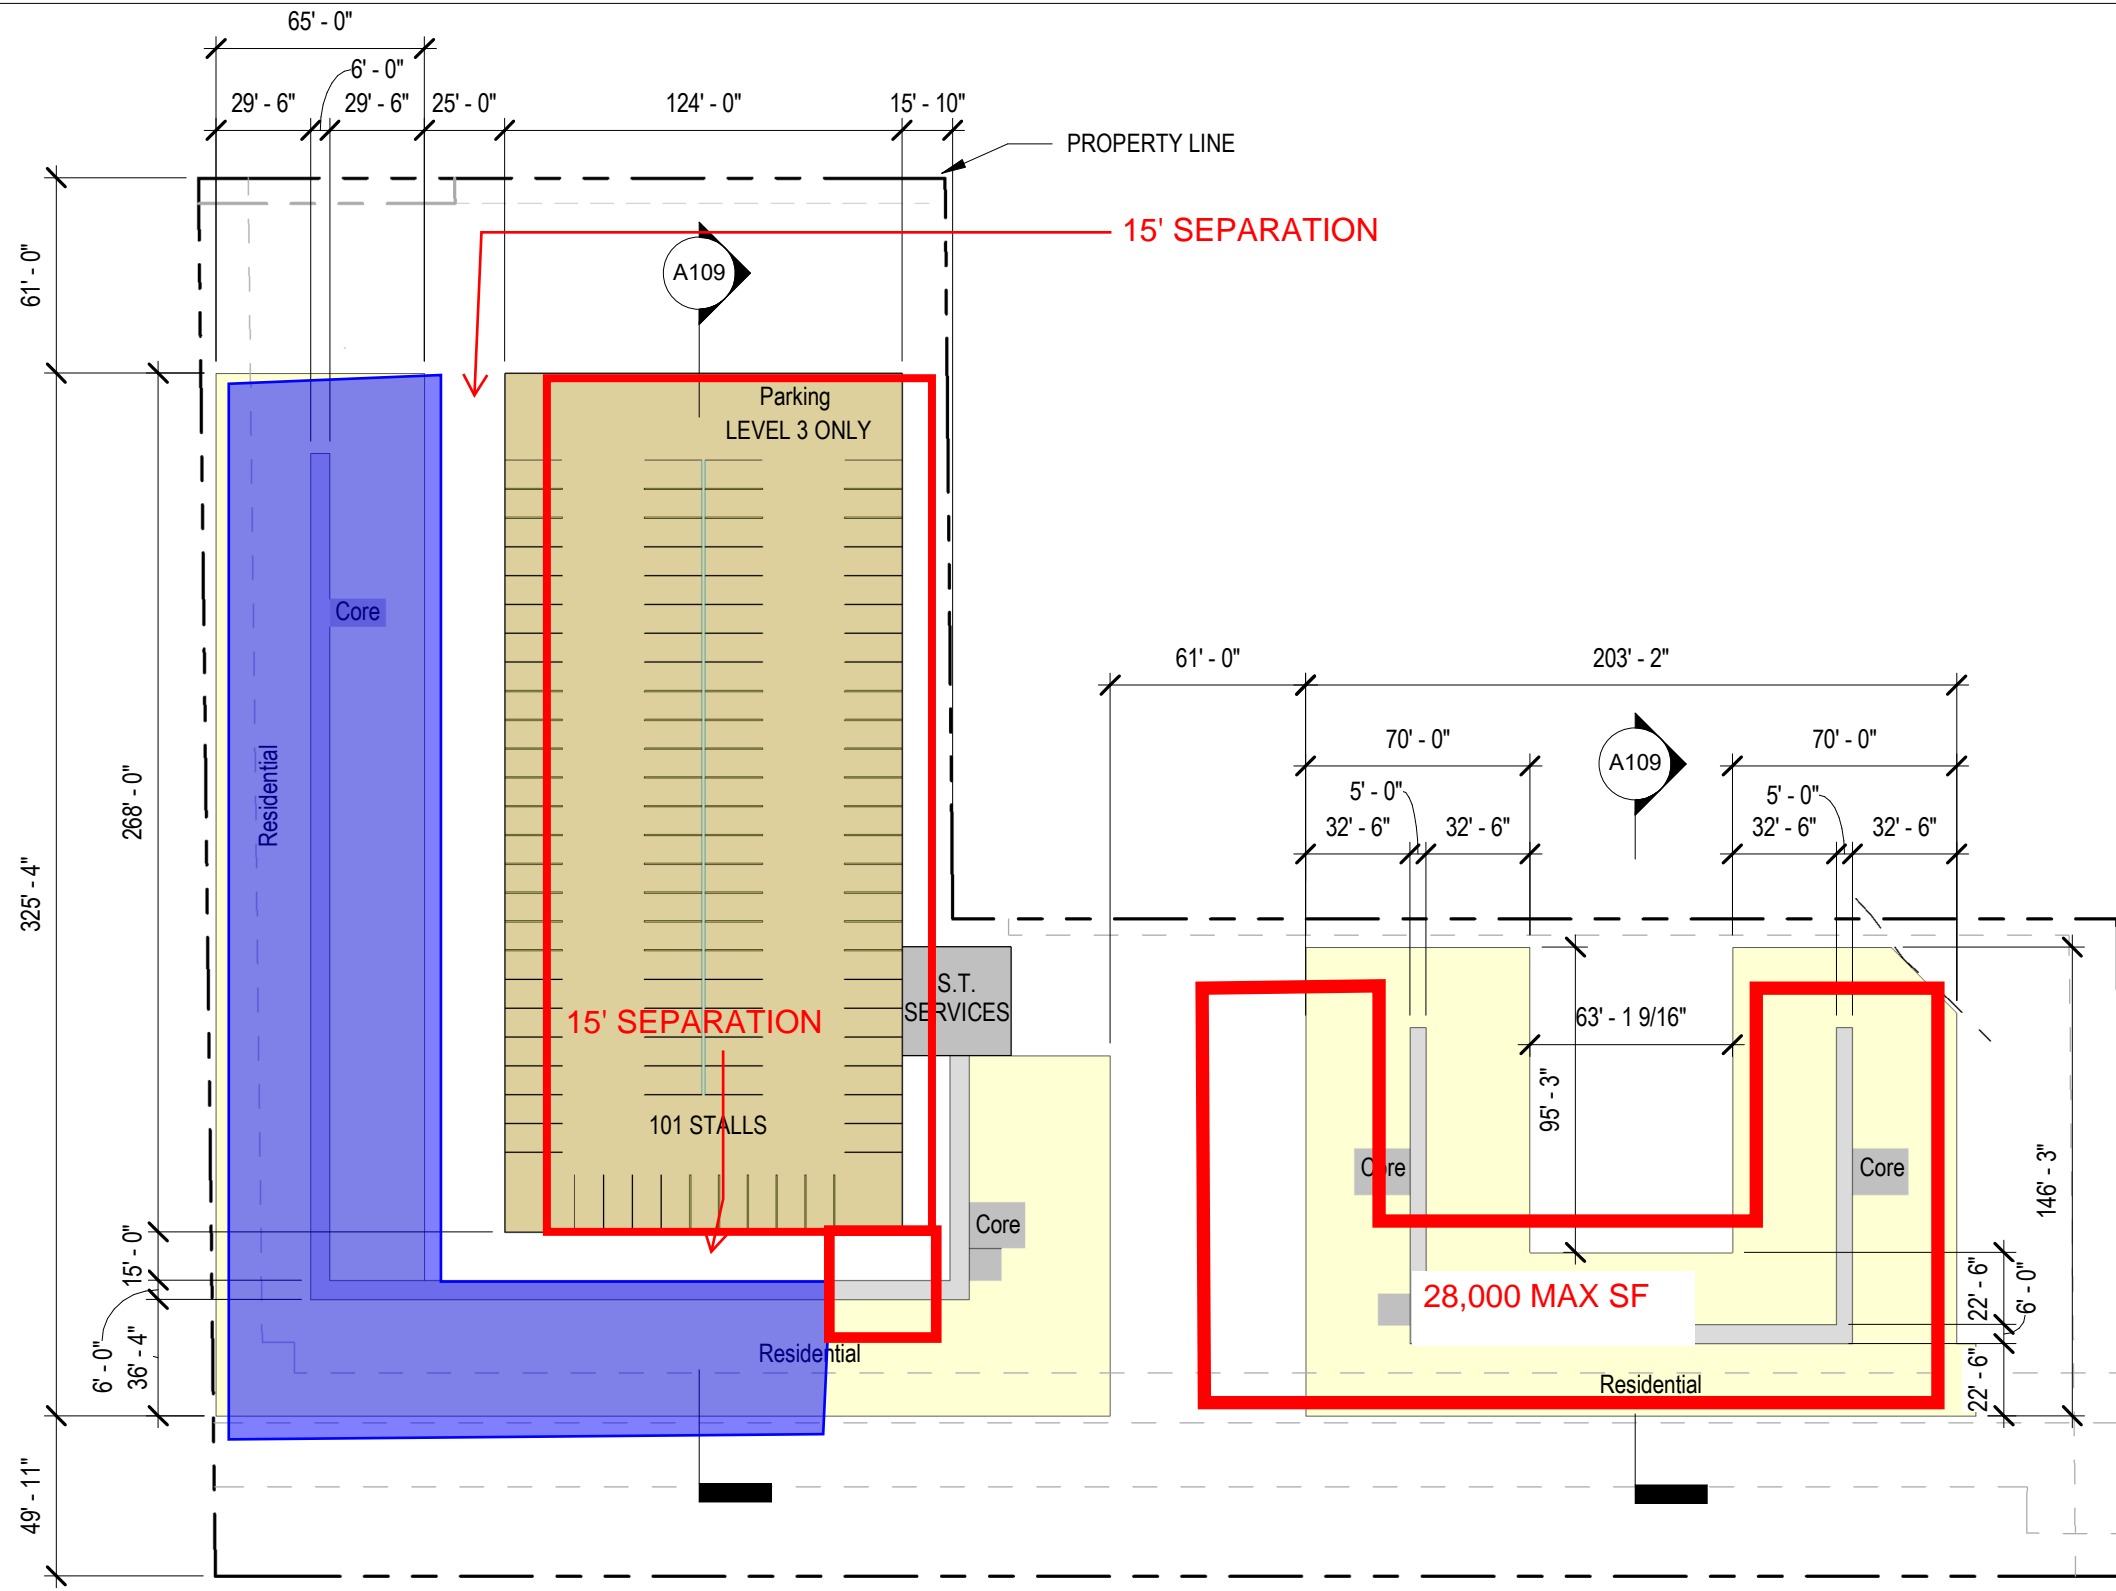 65' - 0"
6' - 0"
29' - 6"
29' - 6"
25' - 0"
124' - 0"
15' - 10"
PROPERTY LINE
15' SEPARATION
61' - 0"
A109
Parking
LEVEL 3 ONLY
Core
Residential
268' - 0"
325' - 4"
61' - 0"
203' - 2"
70' - 0"
A109
70' - 0"
5' - 0"
5' - 0"
32' - 6"
32' - 6"
32' - 6"
32' - 6"
S.T.
SERVICES
15' SEPARATION
63' - 1 9/16"
95' - 3"
101 STALLS
Core
Core
Core
146' - 3"
15' - 0"
6' - 0"
36' - 4"
Residential
28,000 MAX SF
22' - 6"
6' - 0"
22' - 6"
Residential
49' - 11"